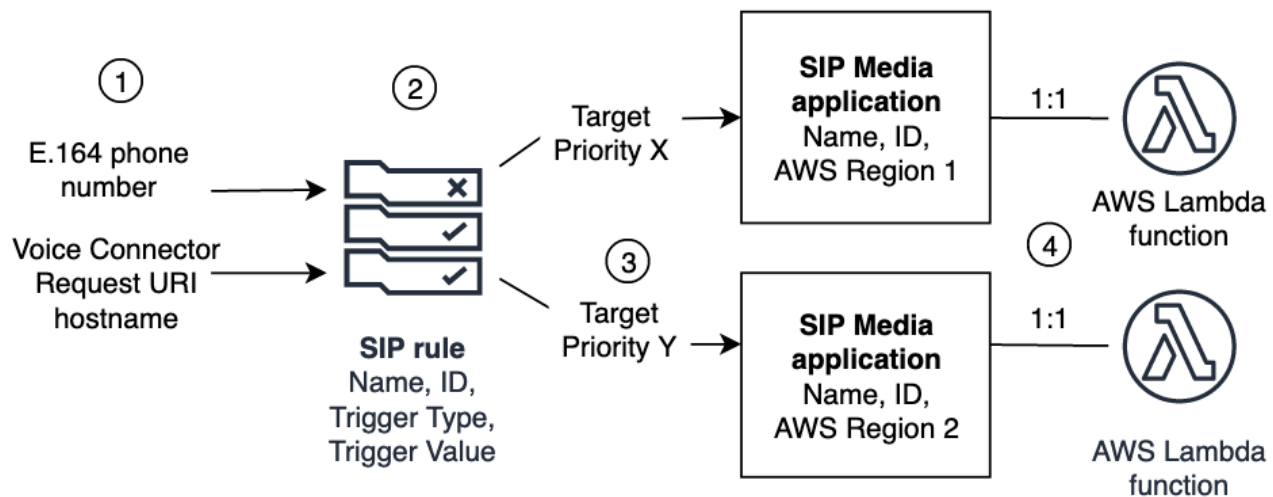 1
E.164 phone
number
Voice Connector
Request URI
hostname
2
SIP rule
Name, ID,
Trigger Type,
Trigger Value
Target
Priority X
3
Target
Priority Y
SIP Media
application
Name, ID,
AWS Region 1
SIP Media
application
Name, ID,
AWS Region 2
1:1
AWS Lambda
function
4
1:1
AWS Lambda
function